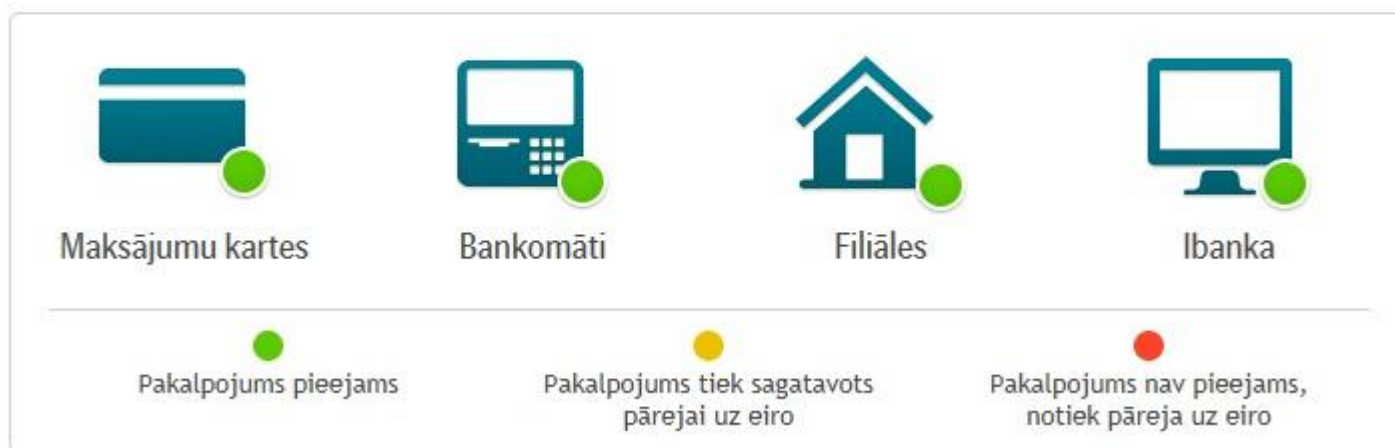 Maksājumu kartes
Bankomāti
Filiāles
Ibanka
Pakalpojums pieejams
Pakalpojums tiek sagatavots
pārejai uz eiro
Pakalpojums nav pieejams,
notiek pāreja uz eiro